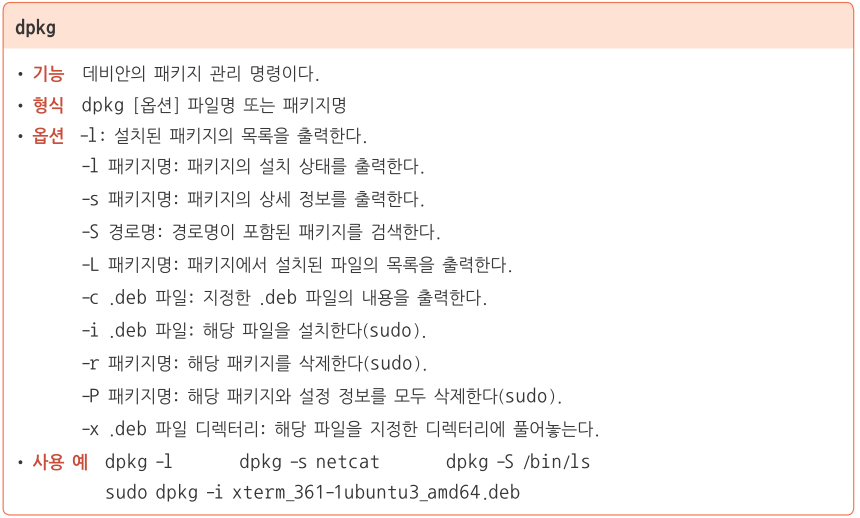 dpkg
• 기능 데비안의 패키지 관리 명령이다.
• 형식 dpkg [옵션] 파일명 또는 패키지명
• 옵션 -l: 설치된 패키지의 목록을 출력한다.
-l 패키지명: 패키지의 설치 상태를 출력한다.
-s 패키지명: 패키지의 상세 정보를 출력한다.
-S 경로명: 경로명이 포함된 패키지를 검색한다.
-L 패키지명: 패키지에서 설치된 파일의 목록을 출력한다.
-c .deb 파일: 지정한 .deb 파일의 내용을 출력한다.
-i .deb 파일: 해당 파일을 설치한다(sudo).
-r 패키지명: 해당 패키지를 삭제한다(sudo).
-P 패키지명: 해당 패키지와 설정 정보를 모두 삭제한다(sudo).
-x .deb 파일 디렉터리: 해당 파일을 지정한 디렉터리에 풀어놓는다.
• 사용 예 dpkg -l dpkg -s netcat dpkg -S /bin/ls
sudo dpkg -i xterm_361-1ubuntu3_amd64.deb